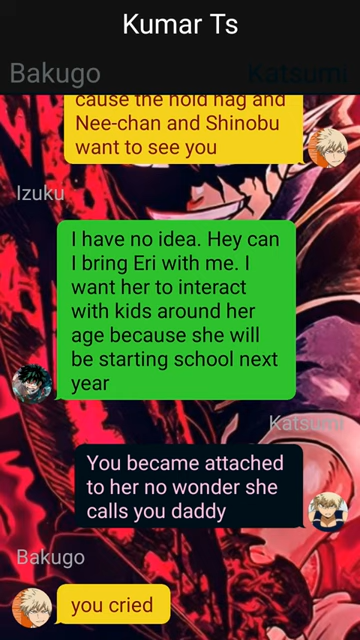 Kumar Ts
Bakugo
Katsumi
cause the hold hag and
Nee-chan and Shinobu
want to see you
Izuku
I have no idea. Hey can
I bring Eri with me. I
want her to interact
with kids around her
age because she will
be starting school next
year
Katsumi
You became attached
to her no wonder she
calls you daddy
Bakugo
you cried